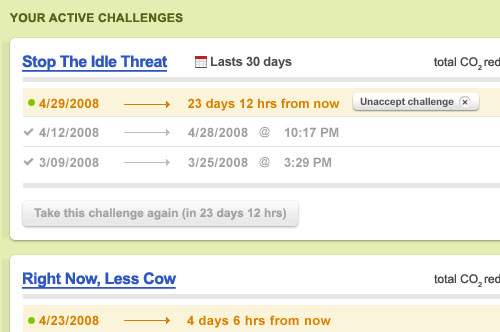 YOUR ACTIVE CHALLENGES
Stop The Idle Threat Lasts 30 days total CO2 red
4/29/2008 23 days 12 hrs from now Unaccept challenge
4/12/2008 4/28/2008 @ 10:17 PM
3/09/2008 3/25/2008 @ 3:29 PM
Take this challenge again (in 23 days 12 hrs)
Right Now, Less Cow total CO2 red
4/23/2008 4 days 6 hrs from now